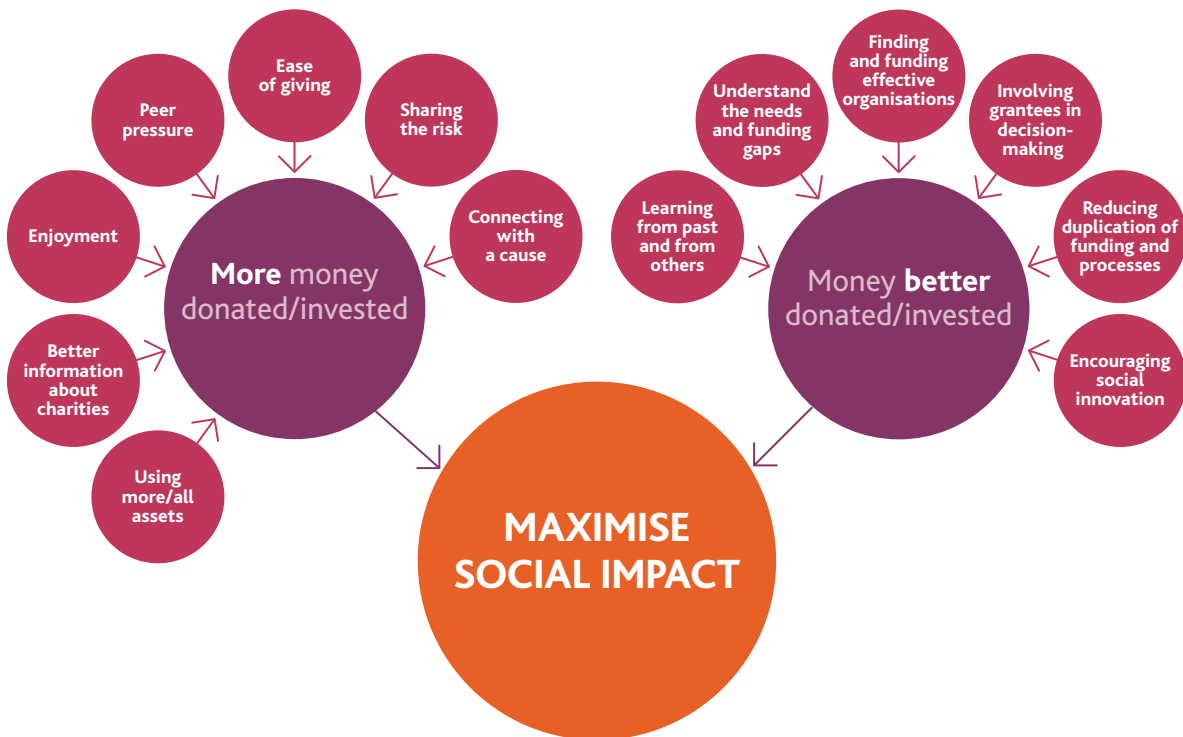 Ease
of giving
Peer
pressure
Sharing
the risk
Enjoyment
Connecting
with
a cause
Better
information
about
charities
Using
more/all
assets
More money
donated/invested
Finding
and funding
effective
organisations
Understand
the needs
and funding
gaps
Involving
grantees in
decision-
making
Learning
from past
and from
others
Reducing
duplication of
funding and
processes
Encouraging
social
innovation
Money better
donated/invested
MAXIMISE
SOCIAL IMPACT